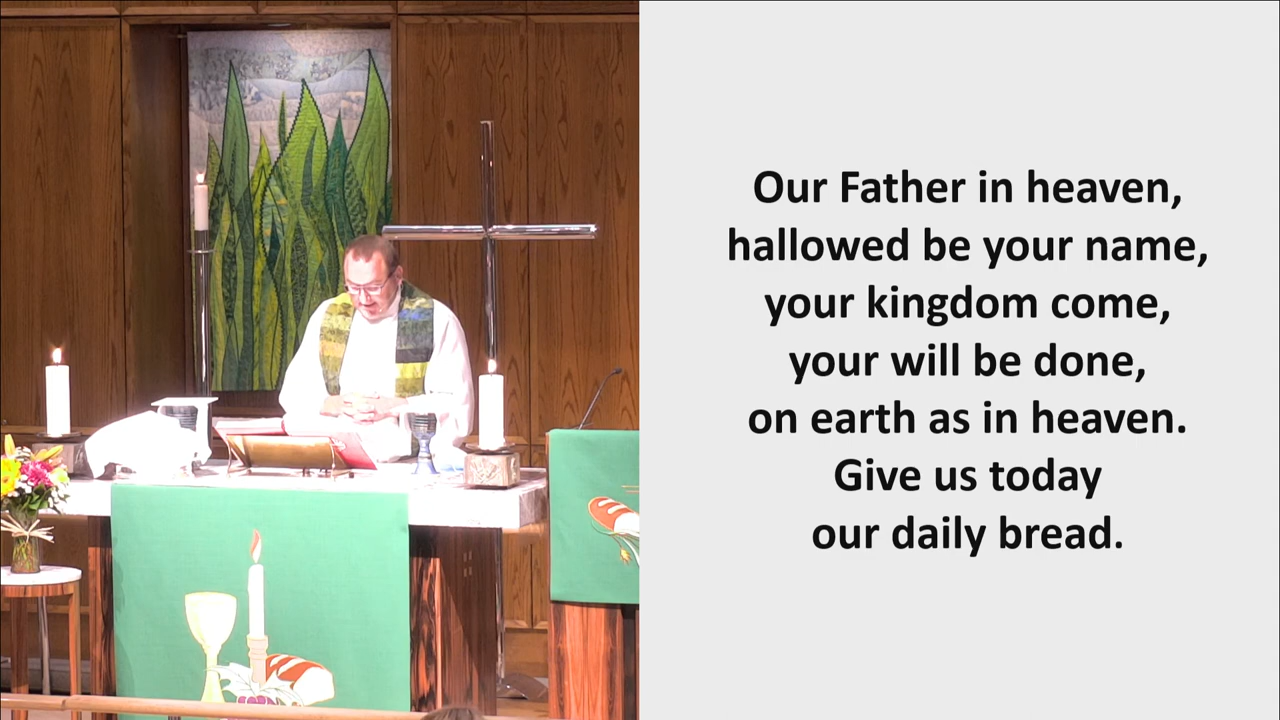 Our Father in heaven,
hallowed be your name,
your kingdom come,
your will be done,
on earth as in heaven.
Give us today
our daily bread.